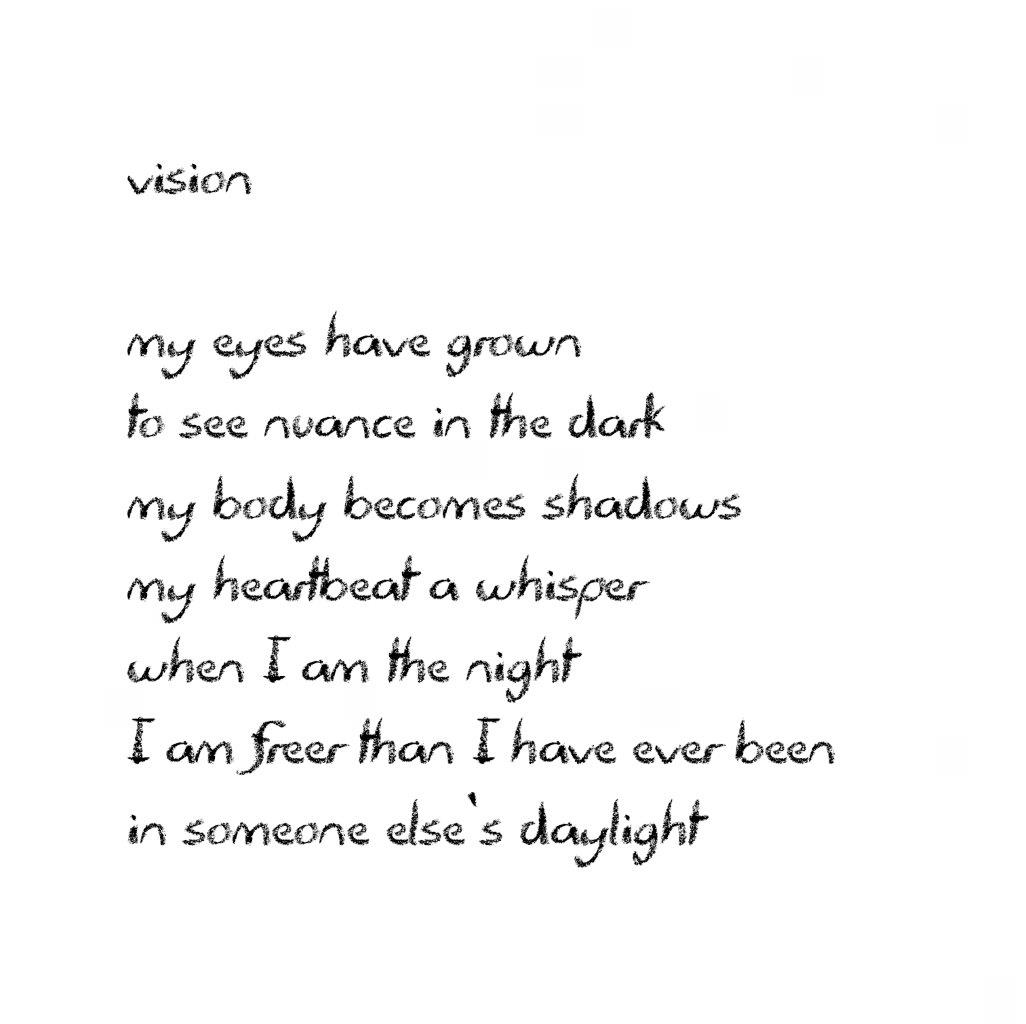 vision
my eyes have grown
to see nuance in the dark
my body becomes shadows
my heartbeat a whisper
when I am the night
I am freer than I have ever been
in someone else`s daylight